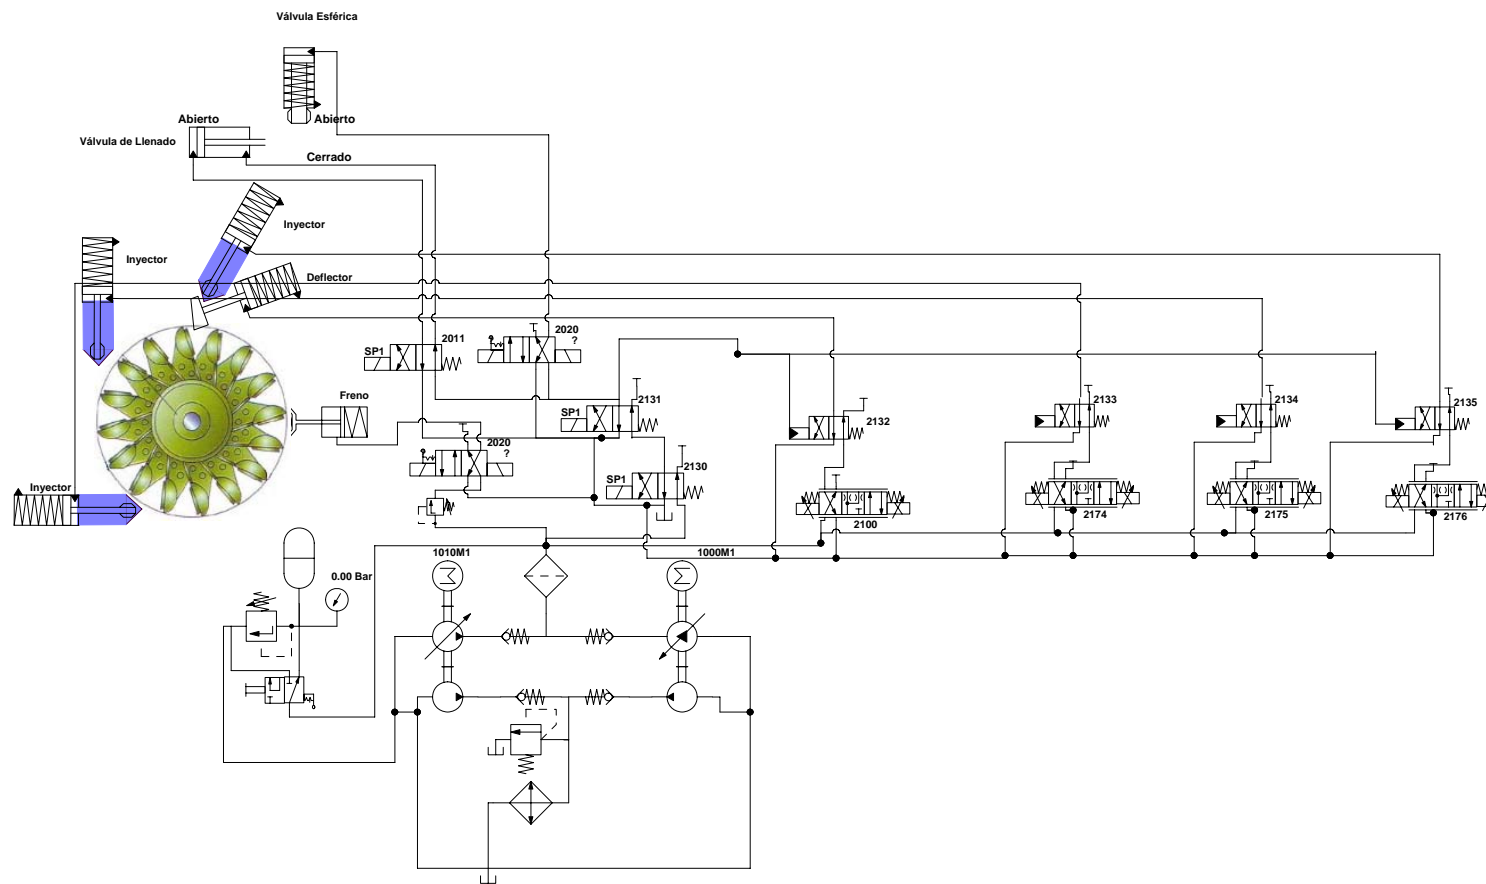 Válvula Esférica
Abierto
Abierto
Válvula de Llenado
Cerrado
Inyector
Inyector
Deflector
2011
2020
?
SP1
Freno
2131
SP1
2132
2133
2134
2135
2020
?
2130
SP1
2100
2174
2175
2176
1010M1
1000M1
0.00 Bar
Inyector
M
M